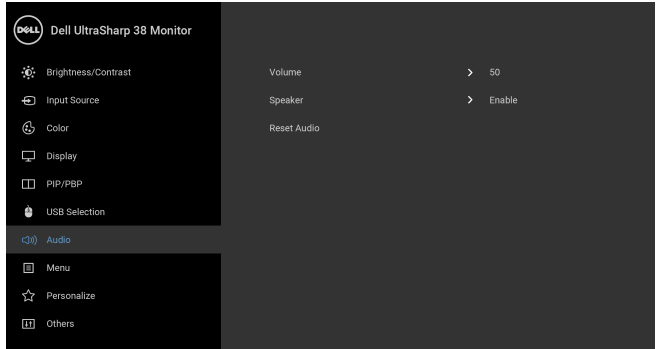 DELL Dell UltraSharp 38 Monitor
Brightness/Contrast
Input Source
Color
Display
PIP/PBP
USB Selection
Audio
Menu
Personalize
Others
Volume > 50
Speaker > Enable
Reset Audio